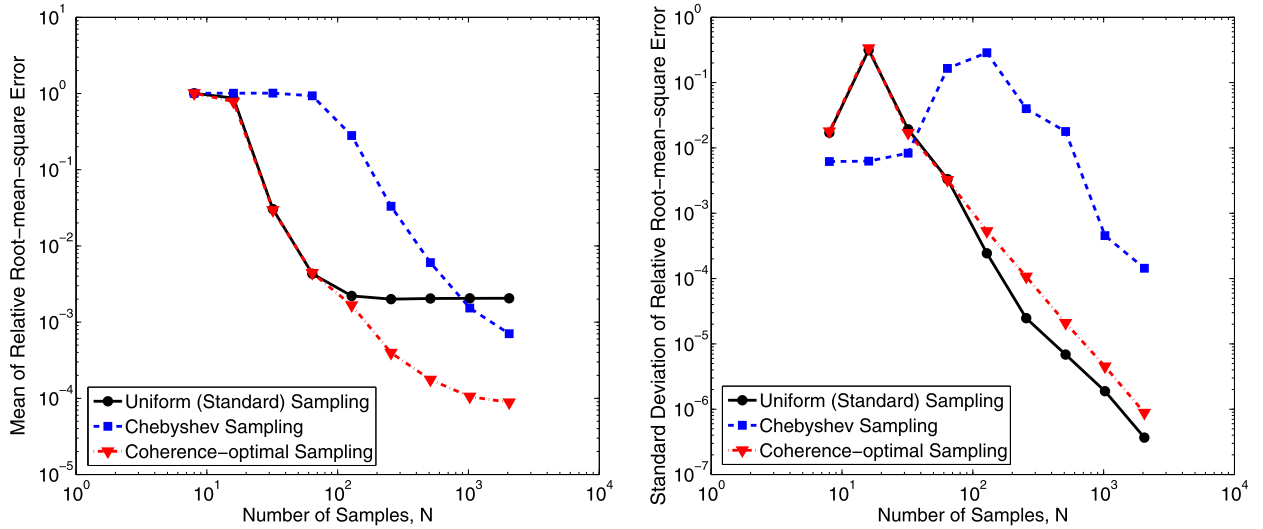 Mean of Relative Root−mean−square Error
10^1
10^0
10^−1
10^−2
10^−3
10^−4
10^−5
Uniform (Standard) Sampling
Chebyshev Sampling
Coherence−optimal Sampling
10^0 10^1 10^2 10^3 10^4
Number of Samples, N
Standard Deviation of Relative Root−mean−square Error
10^0
10^−1
10^−2
10^−3
10^−4
10^−5
10^−6
10^−7
Uniform (Standard) Sampling
Chebyshev Sampling
Coherence−optimal Sampling
10^0 10^1 10^2 10^3 10^4
Number of Samples, N